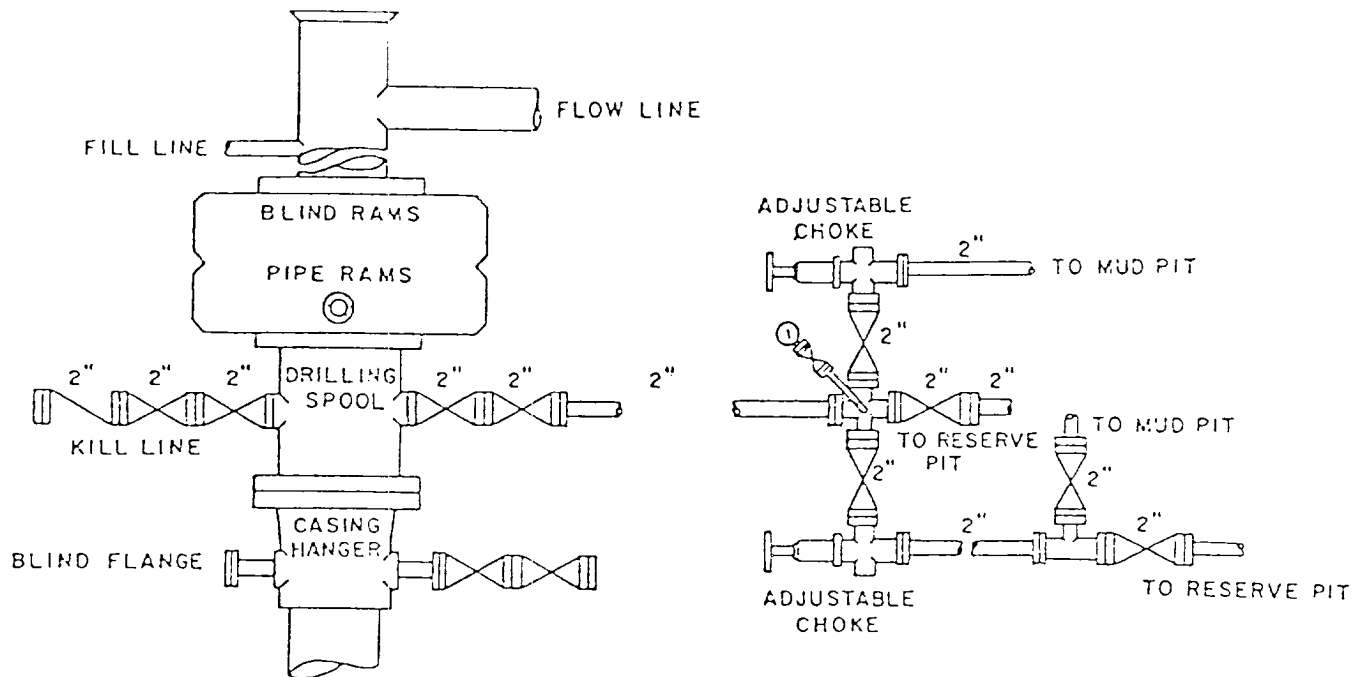 FLOW LINE
FILL LINE
BLIND RAMS
PIPE RAMS
2" 2" 2"
DRILLING
SPOOL
2" 2" 2"
KILL LINE
CASING
HANGER
BLIND FLANGE
ADJUSTABLE
CHOKE
2"
TO MUD PIT
2"
2" 2"
TO RESERVE
PIT
TO MUD PIT
2"
2"
2"
2"
TO RESERVE PIT
ADJUSTABLE
CHOKE